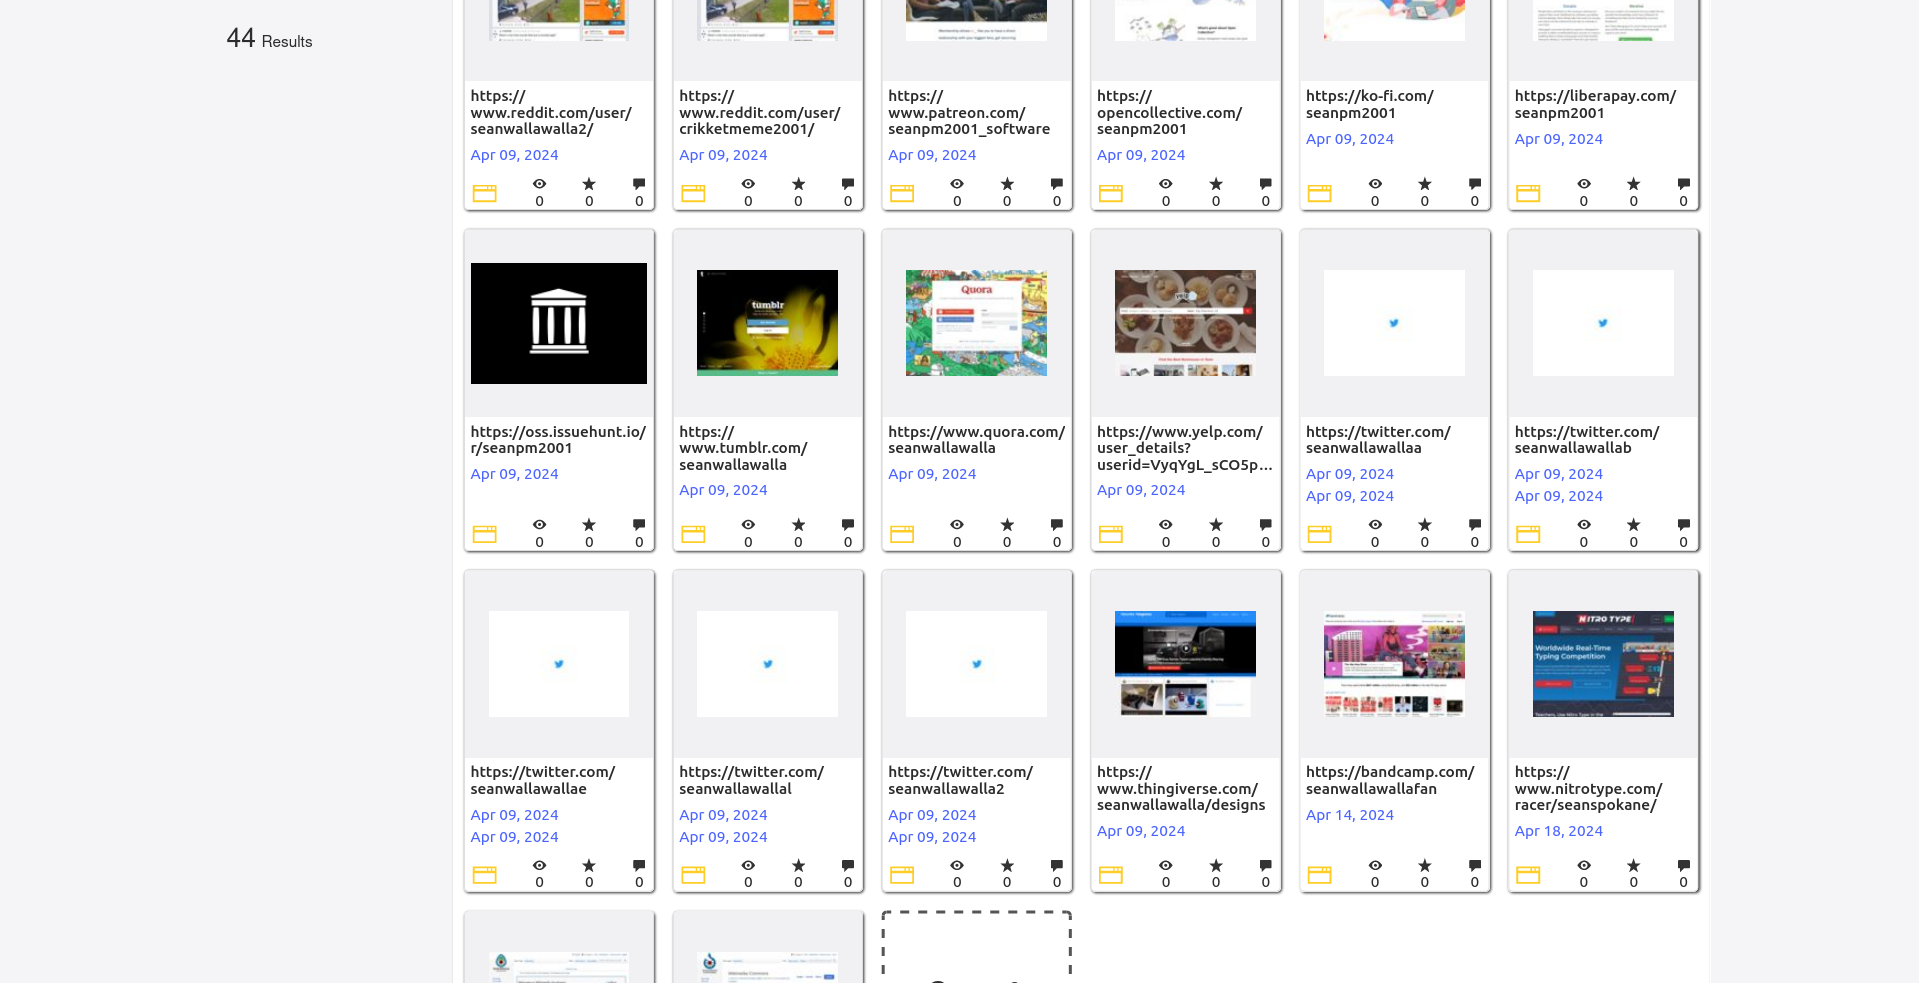 44 Results
https://
www.reddit.com/user/
seanwallawalla2/
Apr 09, 2024
0 0 0
https://
www.reddit.com/user/
crikketmeme2001/
Apr 09, 2024
0 0 0
https://
www.patreon.com/
seanpm2001_software
Apr 09, 2024
0 0 0
https://
opencollective.com/
seanpm2001
Apr 09, 2024
0 0 0
https://ko-fi.com/
seanpm2001
Apr 09, 2024
0 0 0
https://liberapay.com/
seanpm2001
Apr 09, 2024
0 0 0
https://oss.issuehunt.io/
r/seanpm2001
Apr 09, 2024
0 0 0
tumblr
https://
www.tumblr.com/
seanwallawalla
Apr 09, 2024
0 0 0
Quora
https://www.quora.com/
seanwallawalla
Apr 09, 2024
0 0 0
yelp
https://www.yelp.com/
user_details?
userid=VyqYgL_sCO5p...
Apr 09, 2024
0 0 0
https://twitter.com/
seanwallawallaa
Apr 09, 2024
Apr 09, 2024
0 0 0
https://twitter.com/
seanwallawallab
Apr 09, 2024
Apr 09, 2024
0 0 0
https://twitter.com/
seanwallawallae
Apr 09, 2024
Apr 09, 2024
0 0 0
https://twitter.com/
seanwallawallal
Apr 09, 2024
Apr 09, 2024
0 0 0
https://twitter.com/
seanwallawalla2
Apr 09, 2024
Apr 09, 2024
0 0 0
https://
www.thingiverse.com/
seanwallawalla/designs
Apr 09, 2024
0 0 0
https://bandcamp.com/
seanwallawallafan
Apr 14, 2024
0 0 0
NITRO TYPE
Worldwide Real-Time
Typing Competition
https://
www.nitrotype.com/
racer/seanspokane/
Apr 18, 2024
0 0 0
Wikimedia Commons